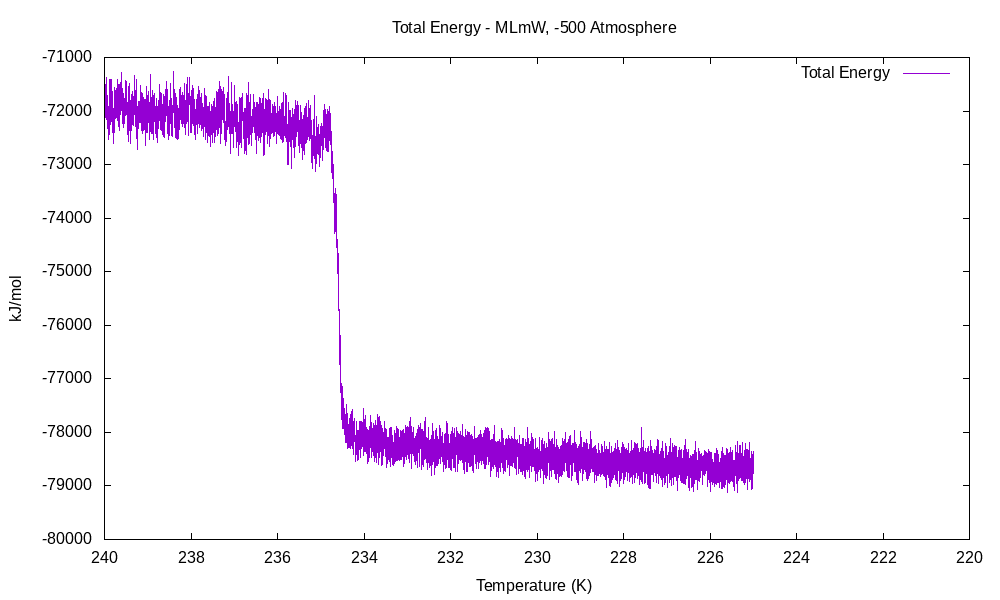 Total Energy - MLmW, -500 Atmosphere
-71000
Total Energy
-72000
-73000
-74000
-75000
kJ/mol
-76000
-77000
-78000
-79000
-80000
240 238 236 234 232 230 228 226 224 222 220
Temperature (K)